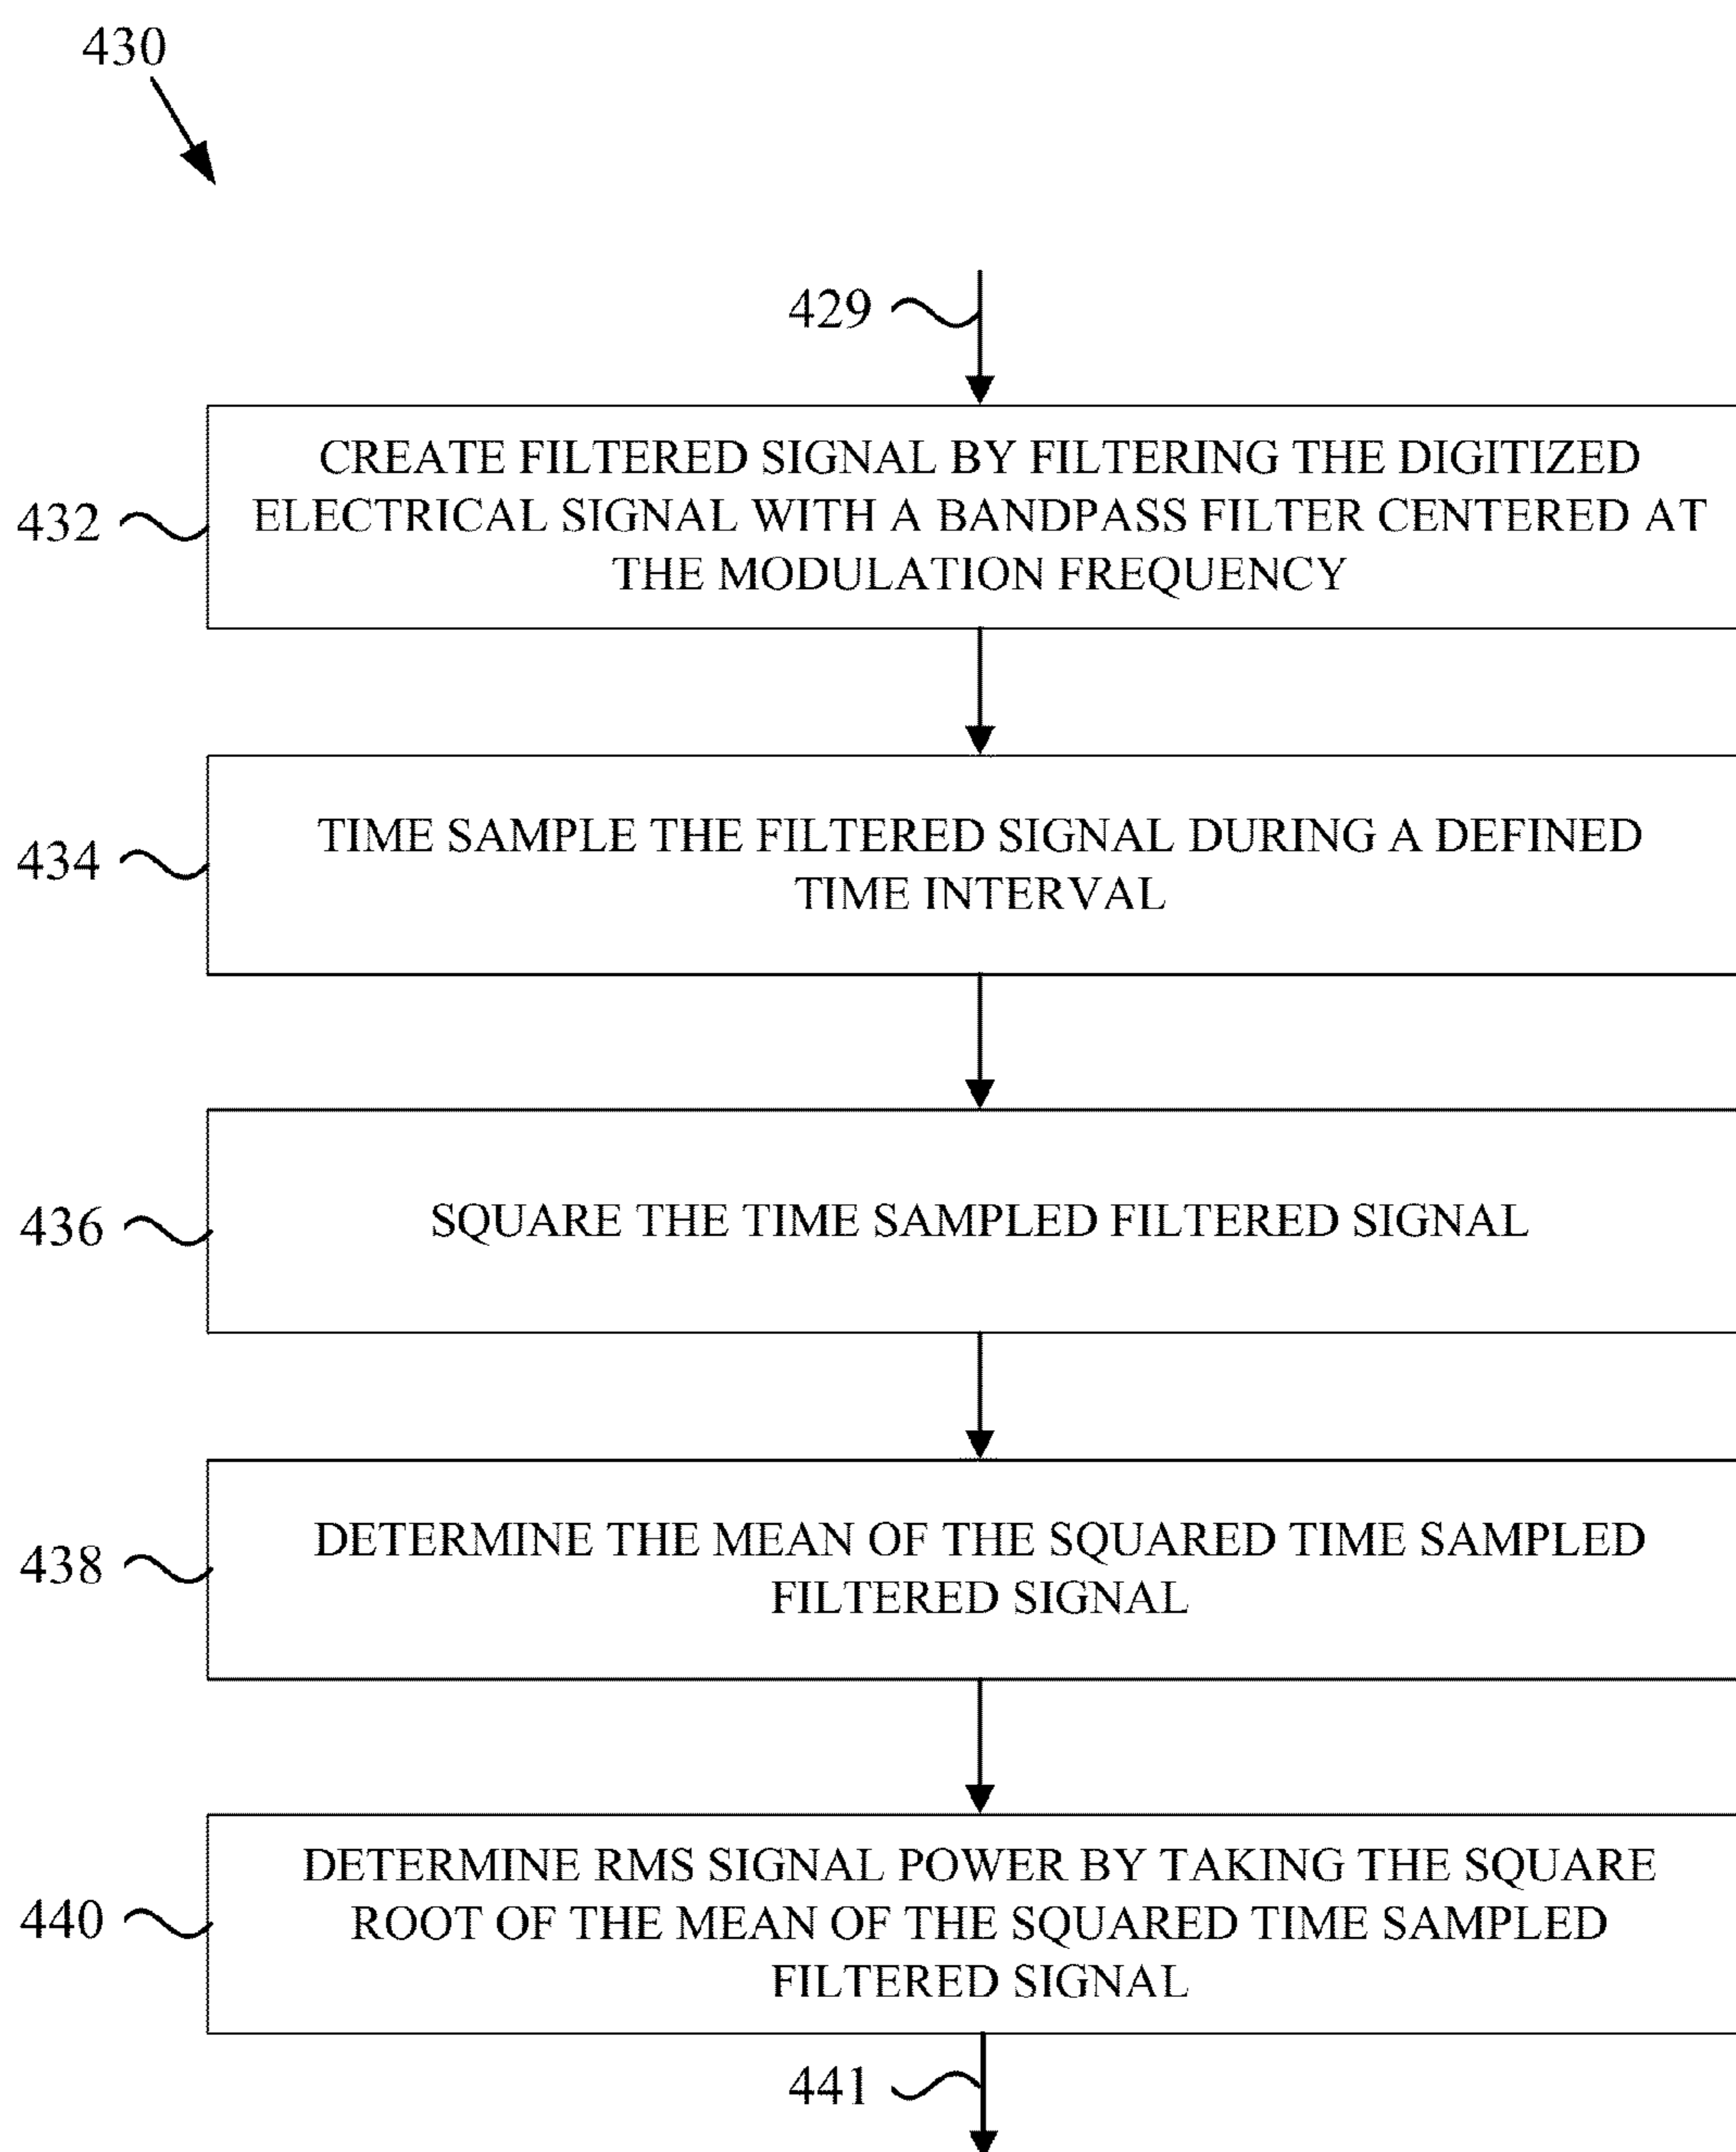 430
429
CREATE FILTERED SIGNAL BY FILTERING THE DIGITIZED
ELECTRICAL SIGNAL WITH A BANDPASS FILTER CENTERED AT
THE MODULATION FREQUENCY
432
TIME SAMPLE THE FILTERED SIGNAL DURING A DEFINED
TIME INTERVAL
434
SQUARE THE TIME SAMPLED FILTERED SIGNAL
436
DETERMINE THE MEAN OF THE SQUARED TIME SAMPLED
FILTERED SIGNAL
438
DETERMINE RMS SIGNAL POWER BY TAKING THE SQUARE
ROOT OF THE MEAN OF THE SQUARED TIME SAMPLED
FILTERED SIGNAL
440
441